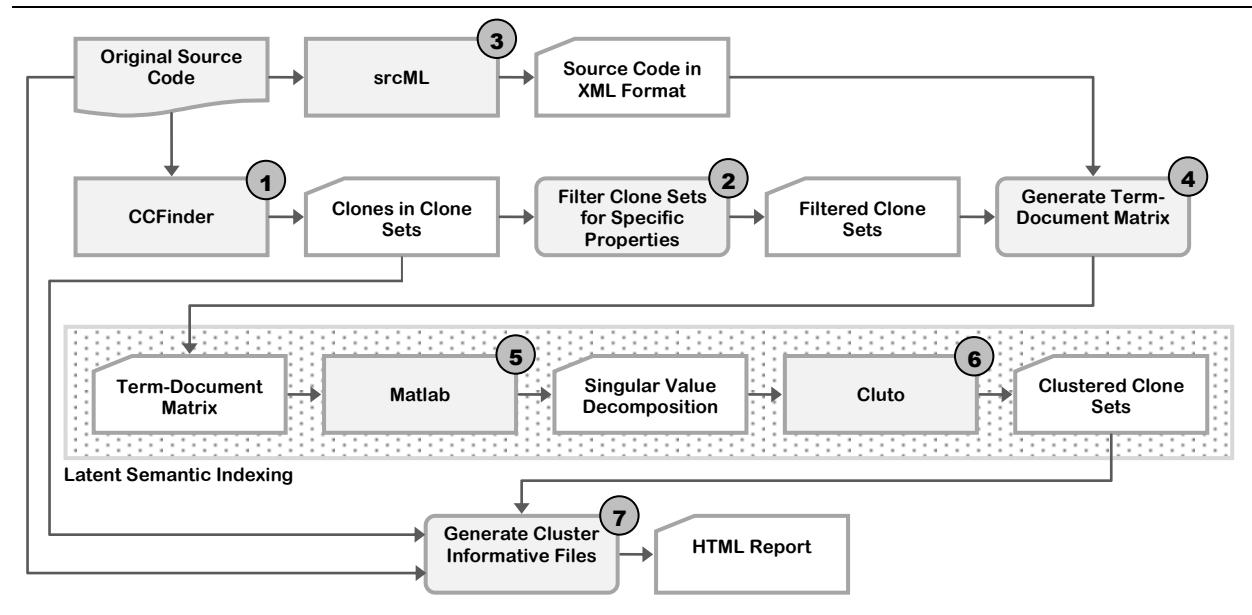 Original Source
Code
srcML
3
Source Code in
XML Format
CCFinder
1
Clones in Clone
Sets
Filter Clone Sets
for Specific
Properties
2
Filtered Clone
Sets
Generate Term-
Document Matrix
4
Term-Document
Matrix
Matlab
5
Singular Value
Decomposition
Cluto
6
Clustered Clone
Sets
Latent Semantic Indexing
Generate Cluster
Informative Files
7
HTML Report